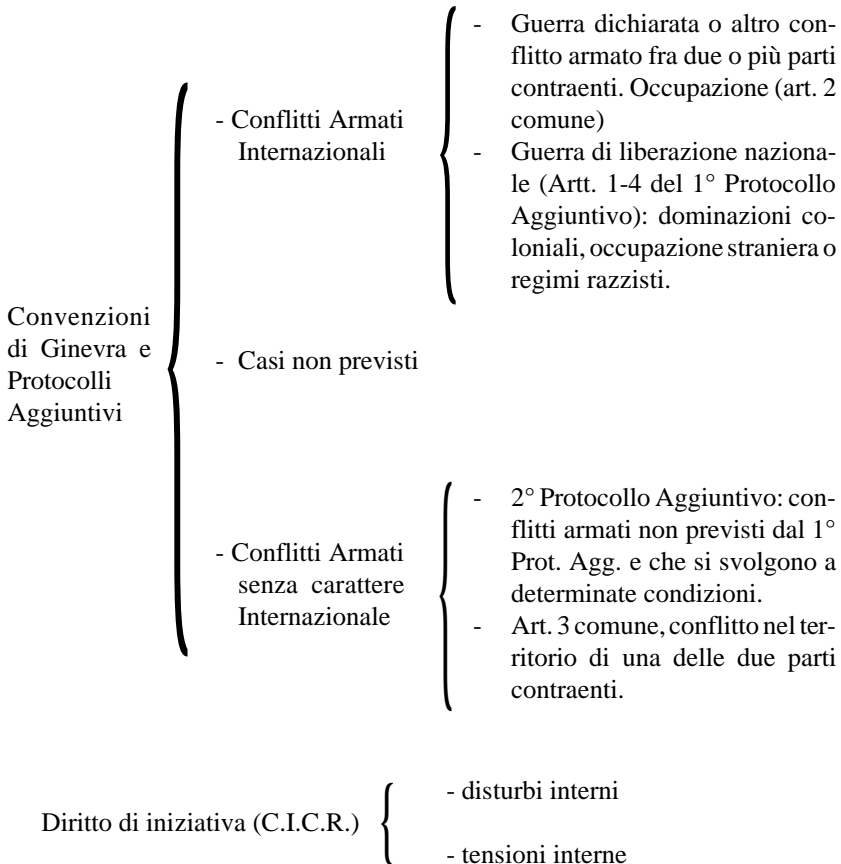 Convenzioni
di Ginevra e
Protocolli
Aggiuntivi
- Conflitti Armati
Internazionali
- Guerra dichiarata o altro con-
flitto armato fra due o più parti
contraenti. Occupazione (art. 2
comune)
- Guerra di liberazione naziona-
le (Artt. 1-4 del 1° Protocollo
Aggiuntivo): dominazioni co-
loniali, occupazione straniera o
regimi razzisti.
- Casi non previsti
- Conflitti Armati
senza carattere
Internazionale
- 2° Protocollo Aggiuntivo: con-
flitti armati non previsti dal 1°
Prot. Agg. e che si svolgono a
determinate condizioni.
- Art. 3 comune, conflitto nel ter-
ritorio di una delle due parti
contraenti.
Diritto di iniziativa (C.I.C.R.)
- disturbi interni
- tensioni interne